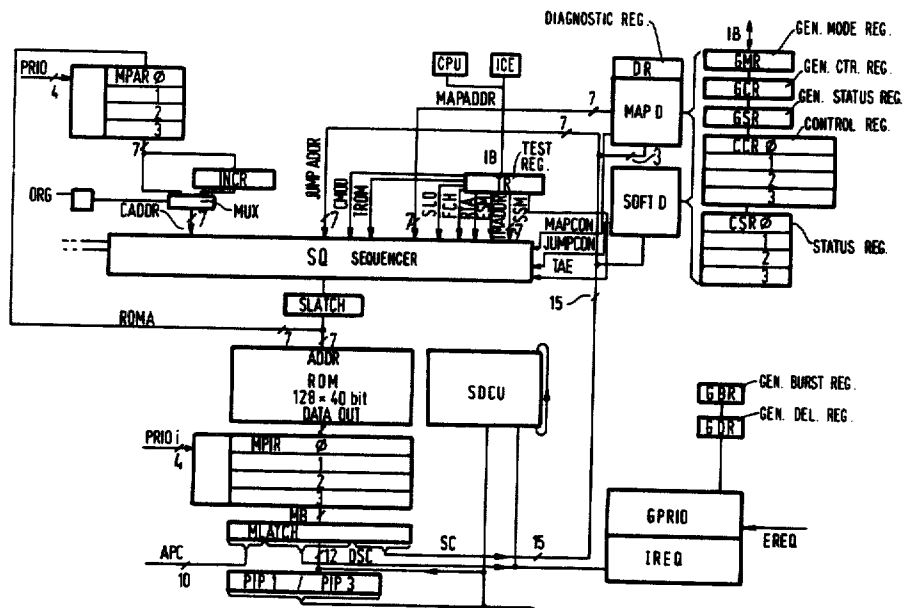 DIAGNOSTIC REG.
IB
GEN. MODE REG.
PRIO
4
MPAR Ø
1
2
3
CPU
ICE
DR
MAP D
GMR
GCR
GSR
GEN. CTR. REG.
GEN. STATUS REG.
CONTROL REG.
CCR Ø
1
2
3
MAPADDR
7
7
7
3
IB
TEST REG.
TR
INCR
ORG
MUX
CADDR
7
JUMP ADDR
7
CMOD
TROM
7
SLO
FCH
RTA
CSM
TMADDR
SSM
7
MAPCON
JUMPCON
TAE
SOFT D
CSR Ø
1
2
3
STATUS REG.
SQ SEQUENCER
15
SLATCH
ROMA
7
7
ADDR
ROM
128 × 40 bit
DATA OUT
SDCU
GBR
GEN. BURST REG.
GDR
GEN. DEL. REG.
PRIO i
4
MPIR Ø
1
2
3
MB
MLATCH
GPRIO
IREQ
EREQ
SC
15
12 DSC
APC
10
PIP 1 / PIP 3